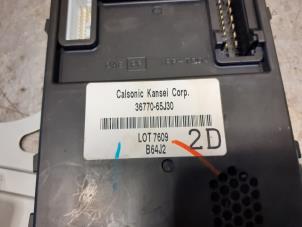 Calsonic Kansei Corp.
36770-65J30
LOT 7609
2D
B64J2